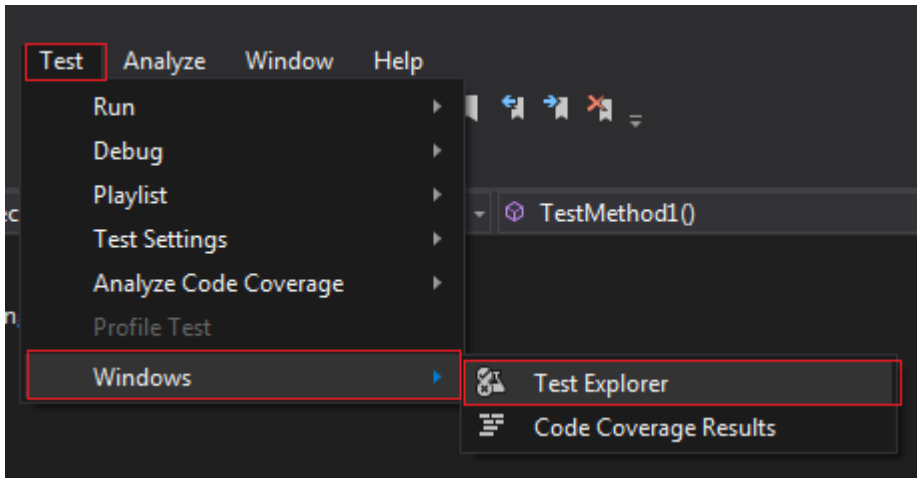 Test Analyze Window Help
Run
Debug
Playlist
ec
TestMethod1()
Test Settings
Analyze Code Coverage
n
Profile Test
Windows
Test Explorer
Code Coverage Results